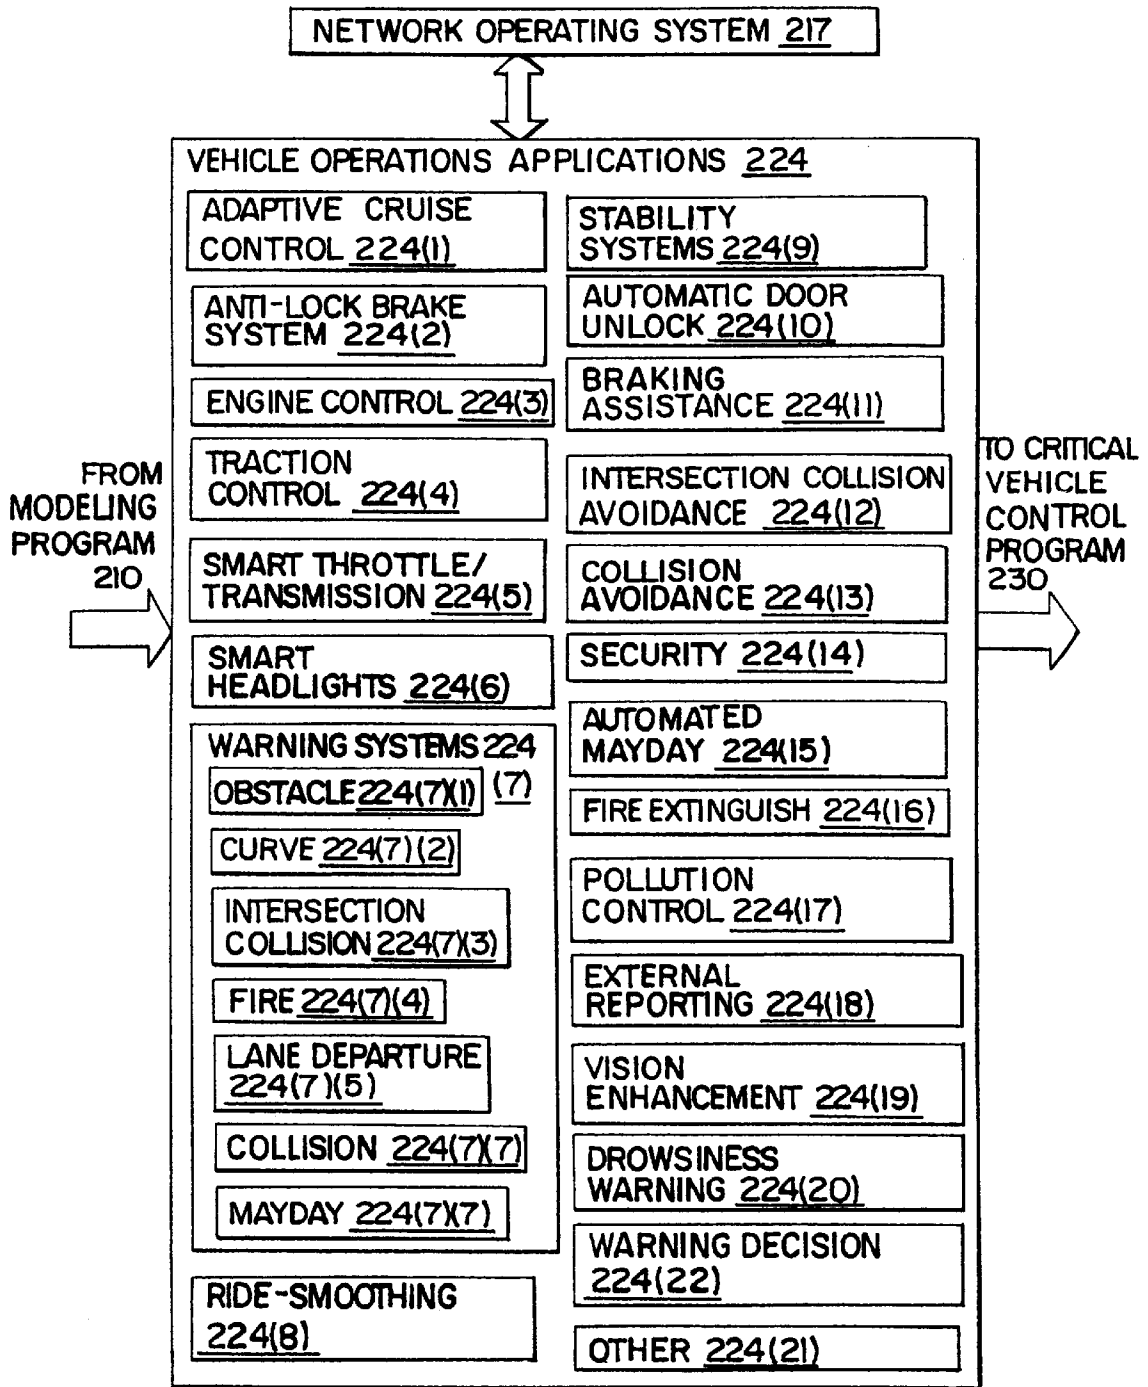 NETWORK OPERATING SYSTEM 217
VEHICLE OPERATIONS APPLICATIONS 224
ADAPTIVE CRUISE
CONTROL 224(1)
ANTI-LOCK BRAKE
SYSTEM 224(2)
ENGINE CONTROL 224(3)
TRACTION
CONTROL 224(4)
SMART THROTTLE/
TRANSMISSION 224(5)
SMART
HEADLIGHTS 224(6)
WARNING SYSTEMS 224
(7)
OBSTACLE 224(7)(1)
CURVE 224(7)(2)
INTERSECTION
COLLISION 224(7)(3)
FIRE 224(7)(4)
LANE DEPARTURE
224(7)(5)
COLLISION 224(7)(7)
MAYDAY 224(7)(7)
RIDE-SMOOTHING
224(8)
STABILITY
SYSTEMS 224(9)
AUTOMATIC DOOR
UNLOCK 224(10)
BRAKING
ASSISTANCE 224(11)
INTERSECTION COLLISION
AVOIDANCE 224(12)
COLLISION
AVOIDANCE 224(13)
SECURITY 224(14)
AUTOMATED
MAYDAY 224(15)
FIRE EXTINGUISH 224(16)
POLLUTION
CONTROL 224(17)
EXTERNAL
REPORTING 224(18)
VISION
ENHANCEMENT 224(19)
DROWSINESS
WARNING 224(20)
WARNING DECISION
224(22)
OTHER 224(21)
FROM
MODELING
PROGRAM
210
TO CRITICAL
VEHICLE
CONTROL
PROGRAM
230